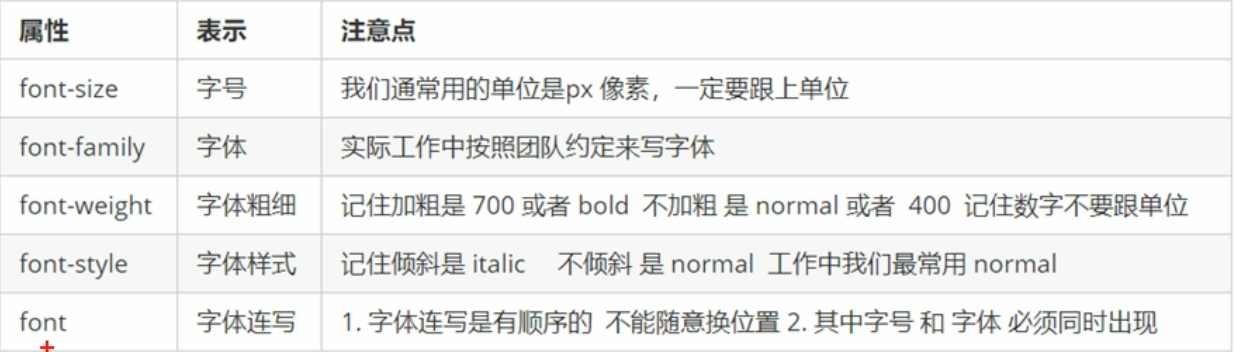 属性 表示 注意点
font-size 字号 我们通常用的单位是px 像素，一定要跟上单位
font-family 字体 实际工作中按照团队约定来写字体
font-weight 字体粗细 记住加粗是 700 或者 bold 不加粗 是 normal 或者 400 记住数字不要跟单位
font-style 字体样式 记住倾斜是 italic 不倾斜 是 normal 工作中我们最常用 normal
font 字体连写 1. 字体连写是有顺序的 不能随意换位置 2. 其中字号 和 字体 必须同时出现